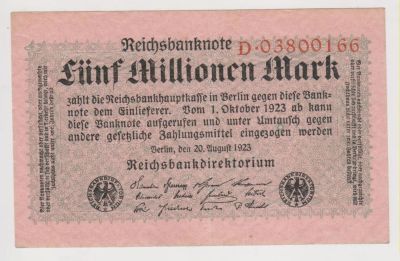 Reichsbanknote D·03800166
Fünf Millionen Mark
zahlt die Reichsbankhauptkasse in Berlin gegen diese Bank-
note dem Einlieferer. Vom 1. Oktober 1923 ab kann
diese Banknote aufgerufen und unter Umtausch gegen
andere gesetzliche Zahlungsmittel eingezogen werden
Berlin, den 20. August 1923
Reichsbankdirektorium